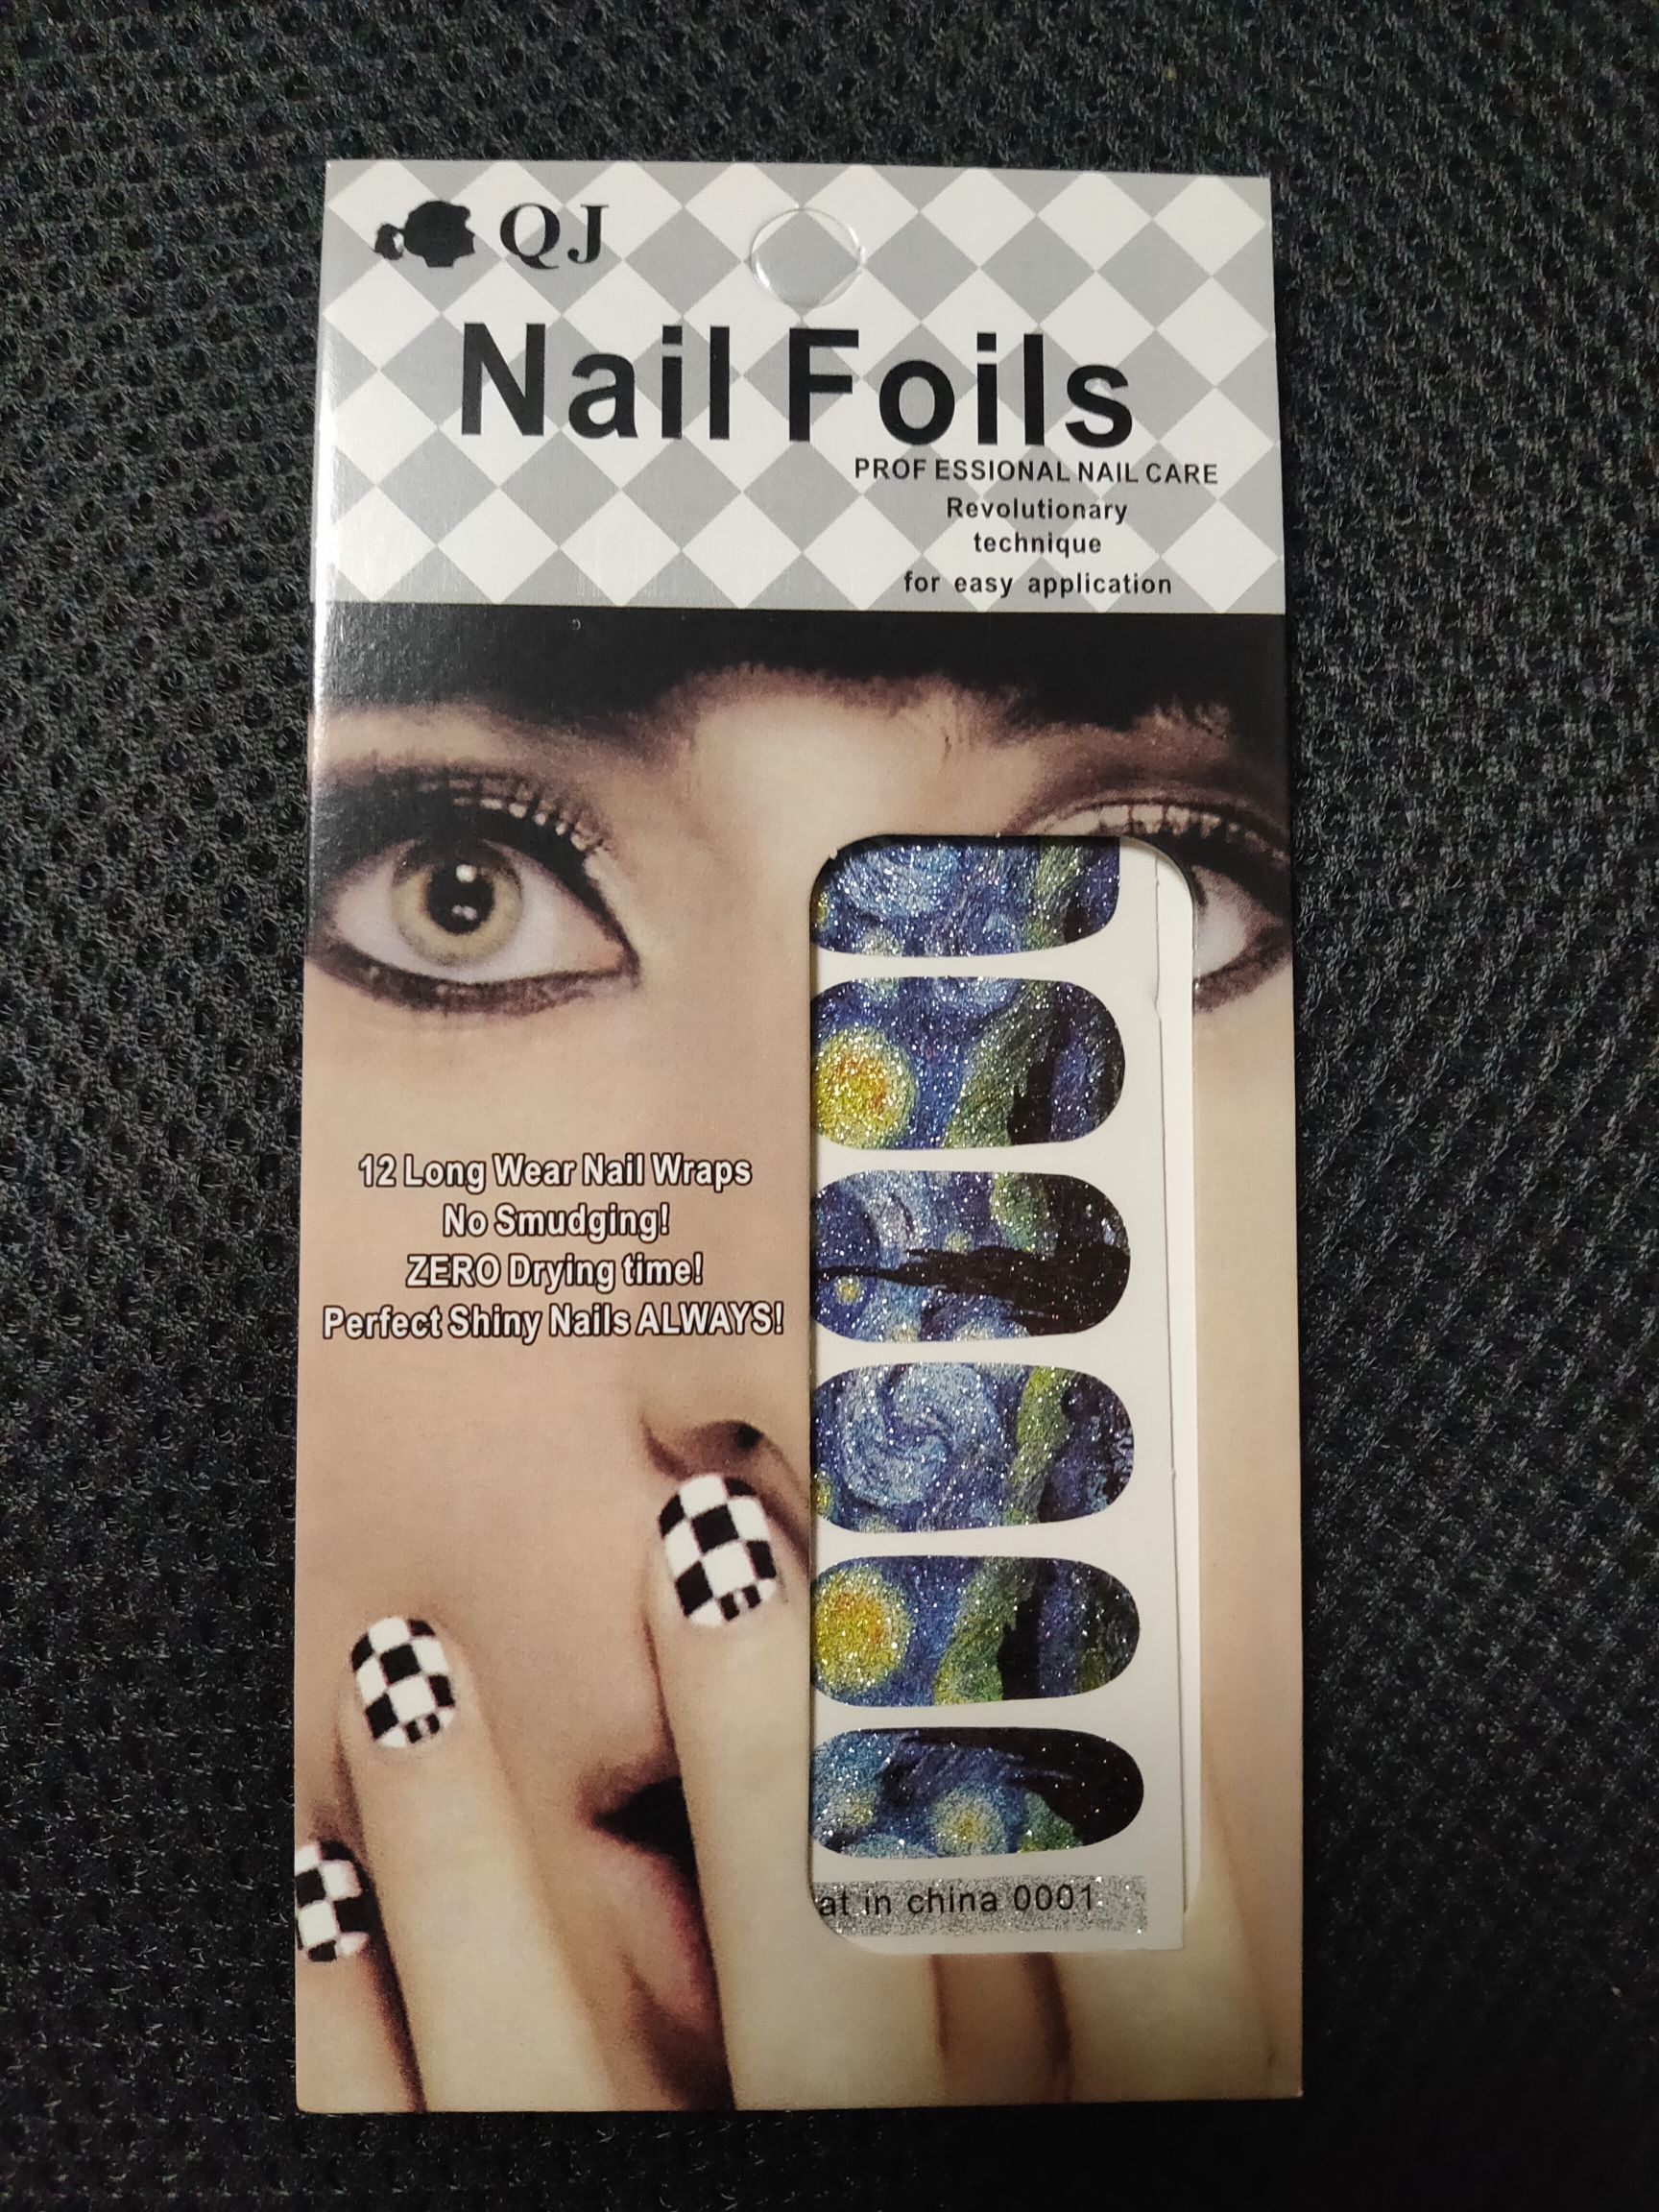 QJ
Nail Foils
PROF ESSIONAL NAIL CARE
Revolutionary
technique
for easy application
12 Long Wear Nail Wraps
No Smudging!
ZERO Drying time!
Perfect Shiny Nails ALWAYS!
at in china 0001